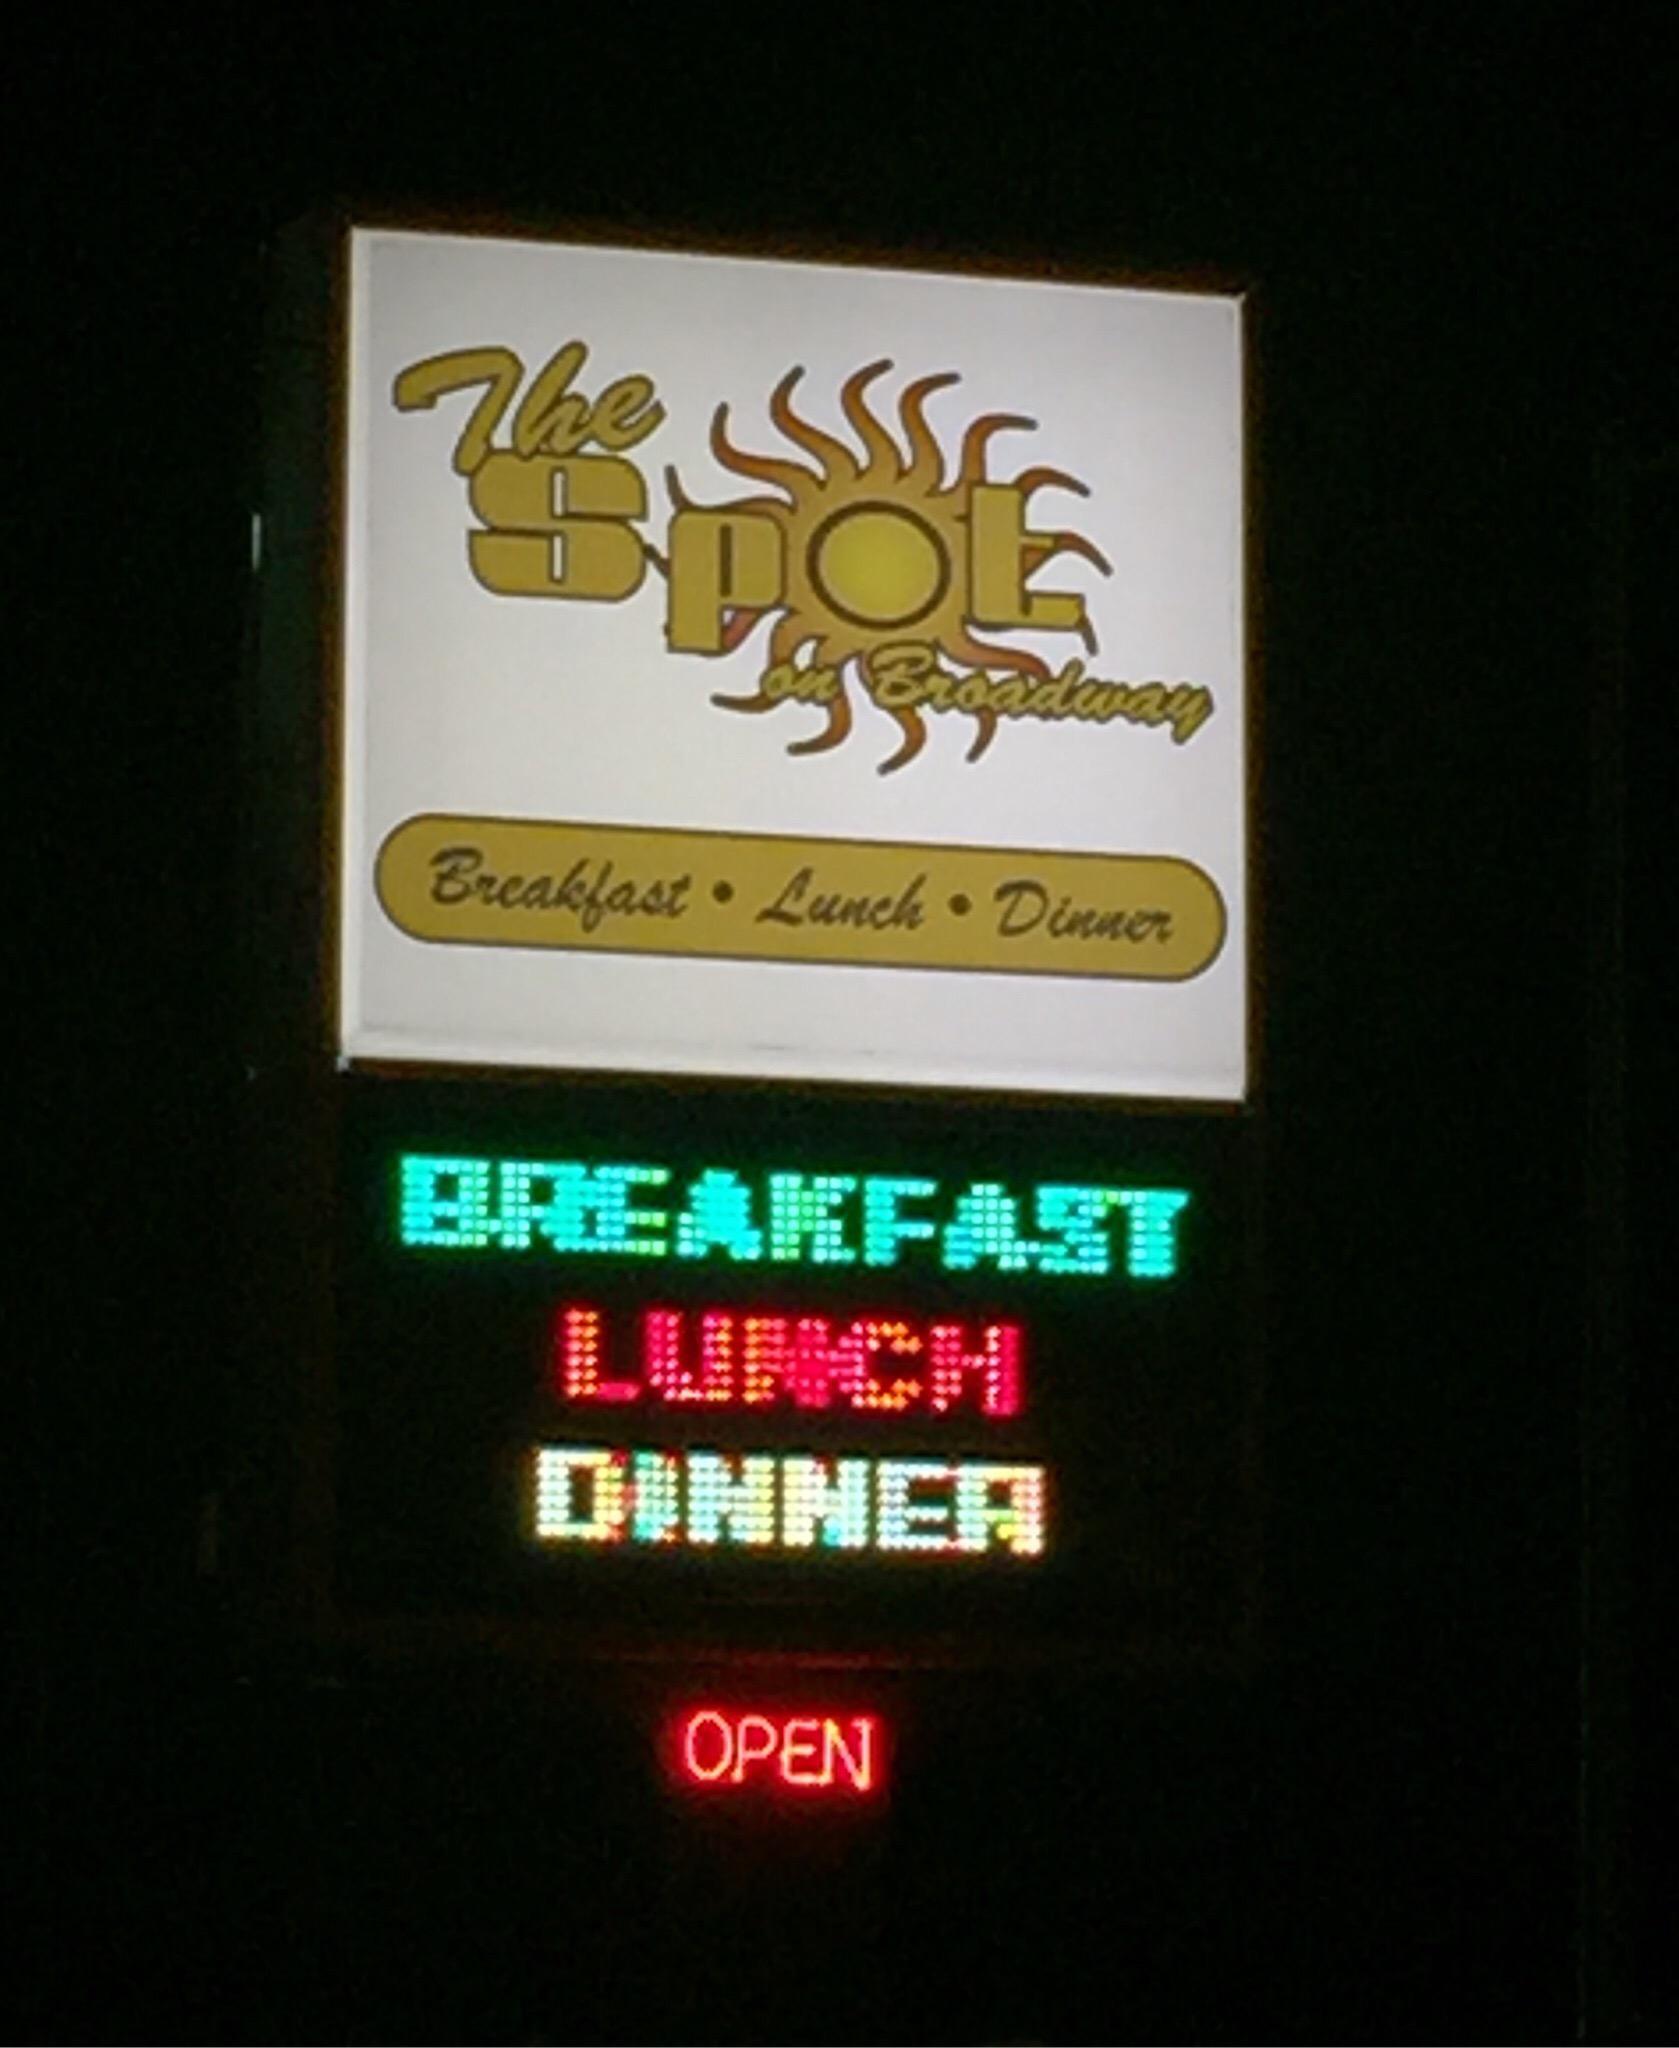 The
Spot
on Broadway
Breakfast • Lunch • Dinner
BREAKFAST
LUNCH
DINNER
OPEN